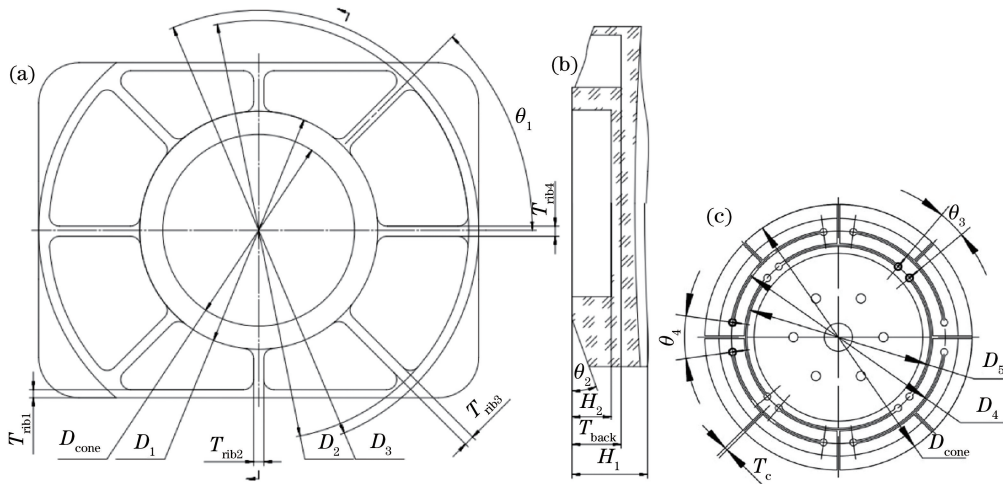 (a)
θ1
Trib4
Trib1
Dcone
D1
Trib2
D2
D3
Trib3
(b)
θ2
H2
Tback
H1
(c)
θ3
θ4
D5
D4
Dcone
Tc